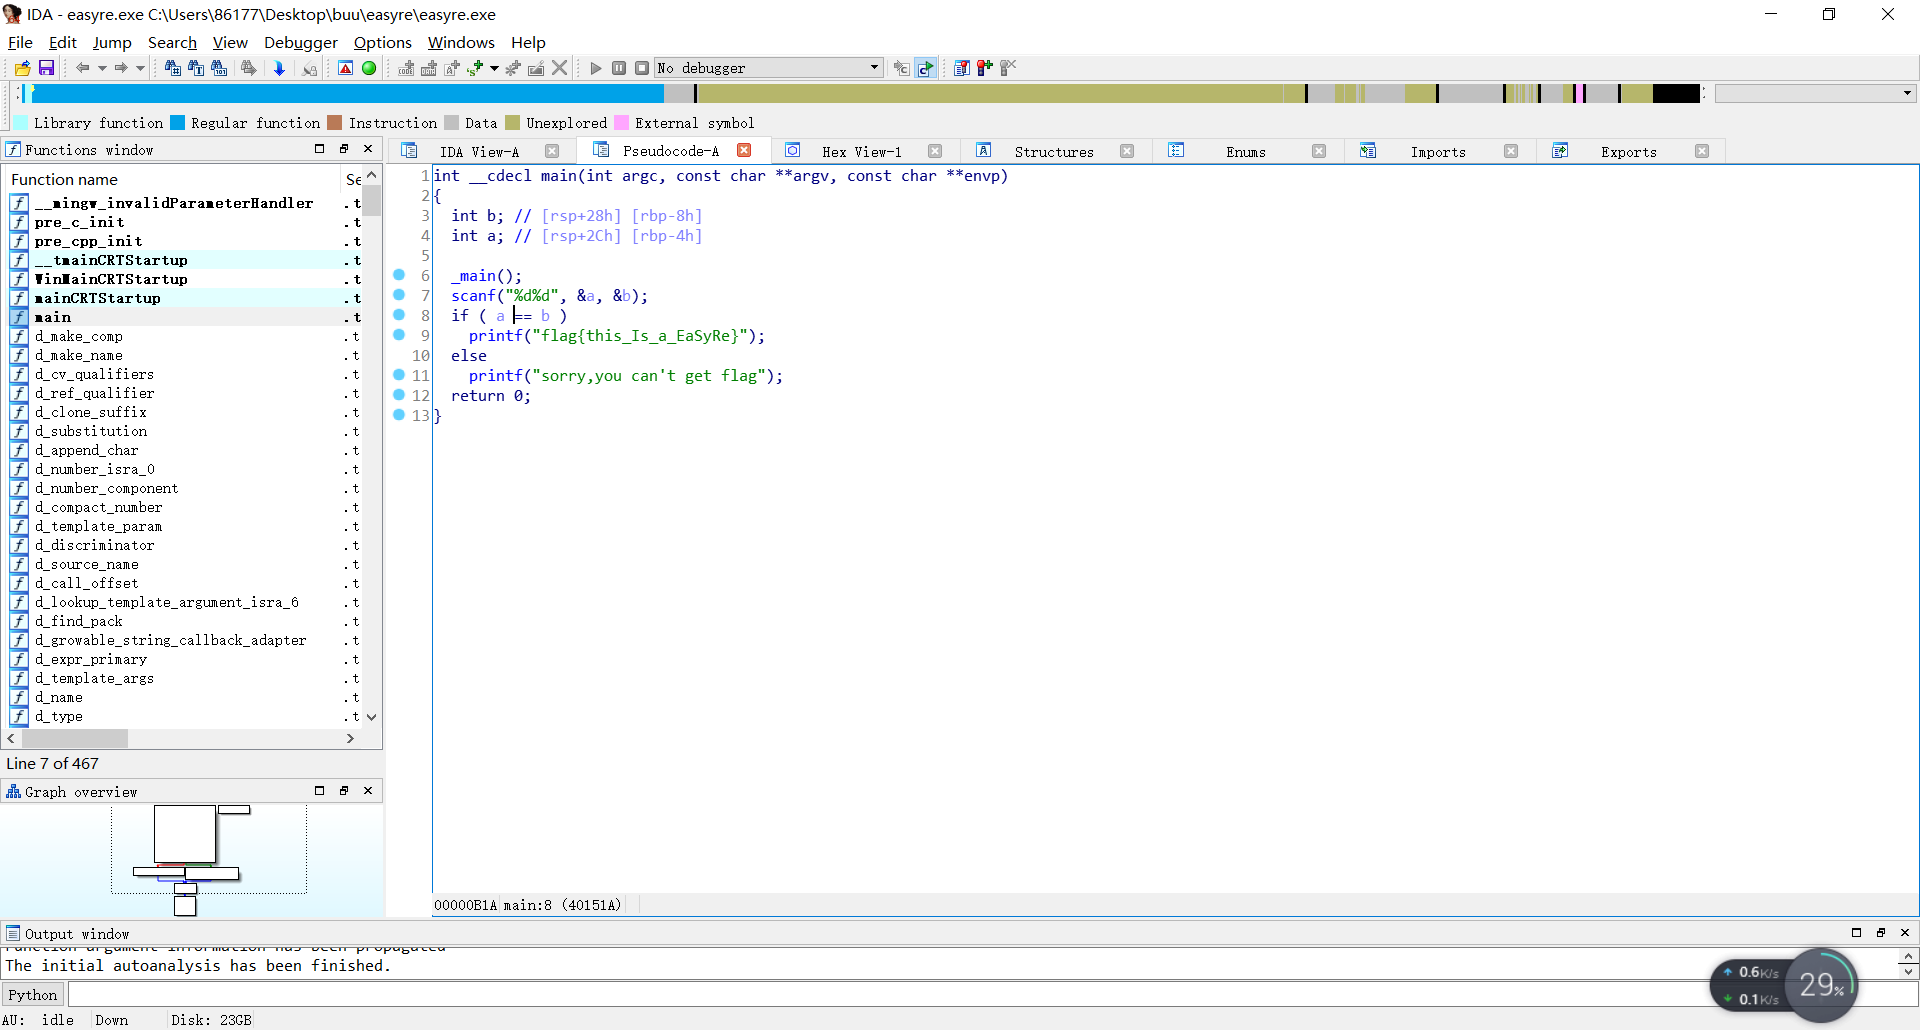 IDA - easyre.exe C:\Users\86177\Desktop\buu\easyre\easyre.exe
File Edit Jump Search View Debugger Options Windows Help
No debugger
Library function Regular function Instruction Data Unexplored External symbol
Functions window
IDA View-A Pseudocode-A Hex View-1 Structures Enums Imports Exports
Function name Se
__mingw_invalidParameterHandler .t
pre_c_init .t
pre_cpp_init .t
__tmainCRTStartup .t
WinMainCRTStartup .t
mainCRTStartup .t
main .t
d_make_comp .t
d_make_name .t
d_cv_qualifiers .t
d_ref_qualifier .t
d_clone_suffix .t
d_substitution .t
d_append_char .t
d_number_isra_0 .t
d_number_component .t
d_compact_number .t
d_template_param .t
d_discriminator .t
d_source_name .t
d_call_offset .t
d_lookup_template_argument_isra_6 .t
d_find_pack .t
d_growable_string_callback_adapter .t
d_expr_primary .t
d_template_args .t
d_name .t
d_type .t
Line 7 of 467
Graph overview
1 int __cdecl main(int argc, const char **argv, const char **envp)
2 {
3 int b; // [rsp+28h] [rbp-8h]
4 int a; // [rsp+2Ch] [rbp-4h]
5
6 _main();
7 scanf("%d%d", &a, &b);
8 if ( a == b )
9 printf("flag{this_Is_a_EaSyRe}");
10 else
11 printf("sorry,you can't get flag");
12 return 0;
13 }
00000B1A main:8 (40151A)
Output window
Function argument information has been propagated
The initial autoanalysis has been finished.
Python
AU: idle Down Disk: 23GB
0.6K/s
0.1K/s
29%